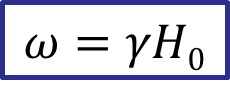 ω = γH₀